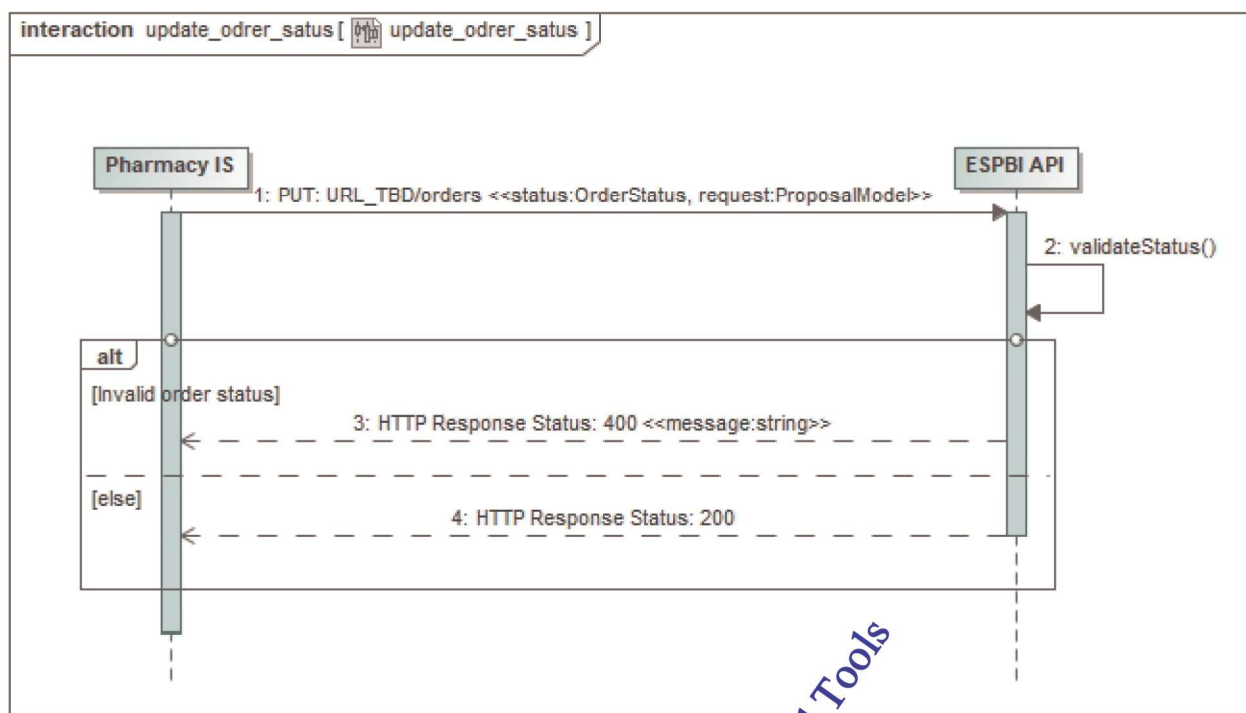 interaction update_odrer_satus [ update_odrer_satus ]
Pharmacy IS
ESPBI API
1: PUT: URL_TBD/orders <<status:OrderStatus, request:ProposalModel>>
2: validateStatus()
alt
[Invalid order status]
3: HTTP Response Status: 400 <<message:string>>
[else]
4: HTTP Response Status: 200
Tools